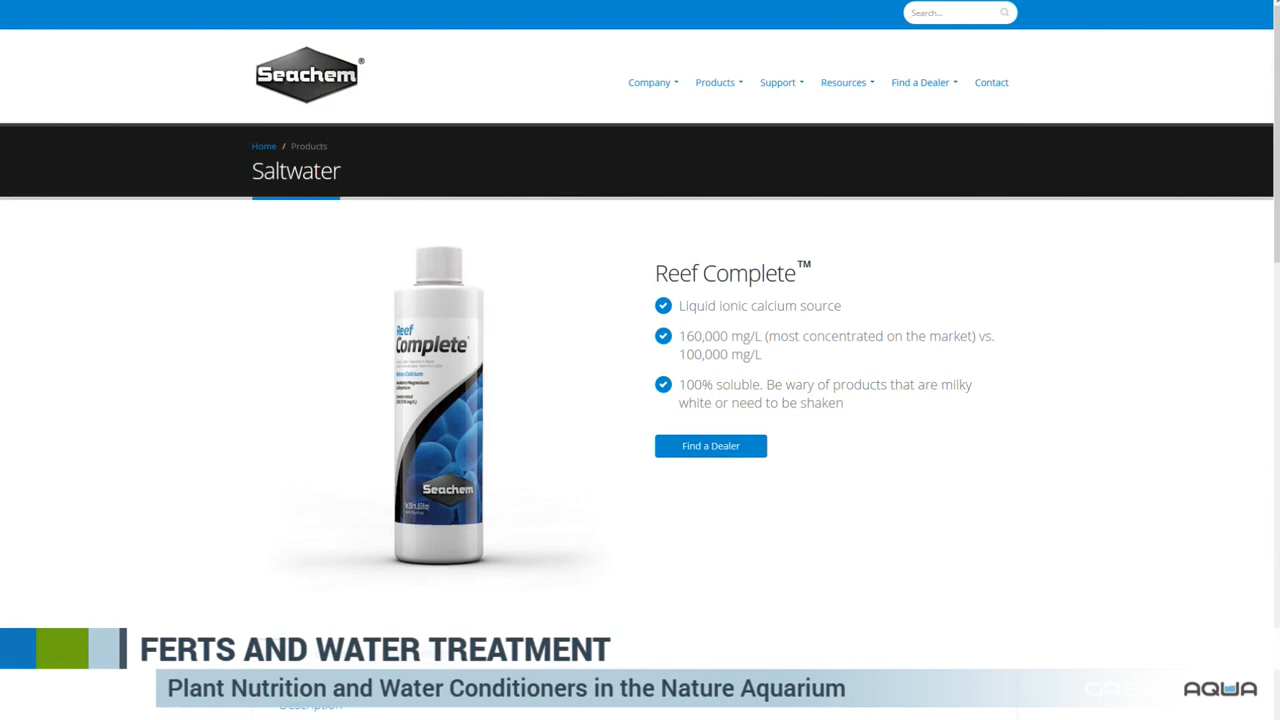 Search...
Seachem®
Company Products Support Resources Find a Dealer Contact
Home / Products
Saltwater
Reef
Complete
Reef Complete™
Liquid ionic calcium source
160,000 mg/L (most concentrated on the market) vs.
100,000 mg/L
100% soluble. Be wary of products that are milky
white or need to be shaken
Find a Dealer
Seachem
FERTS AND WATER TREATMENT
Plant Nutrition and Water Conditioners in the Nature Aquarium
GREEN AQUA
Description